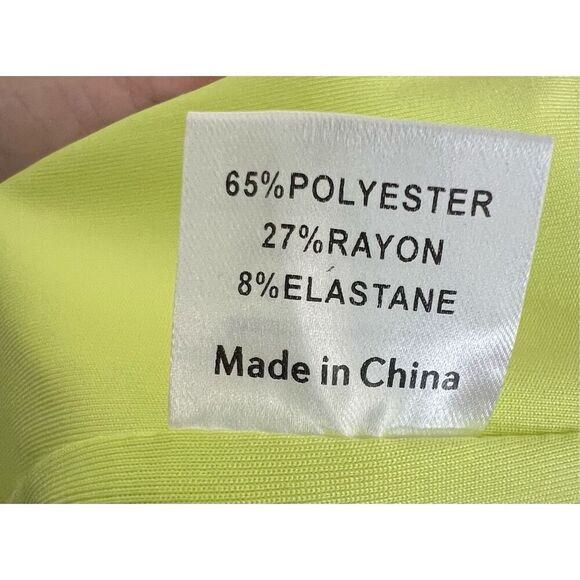 65%POLYESTER
27%RAYON
8%ELASTANE
Made in China